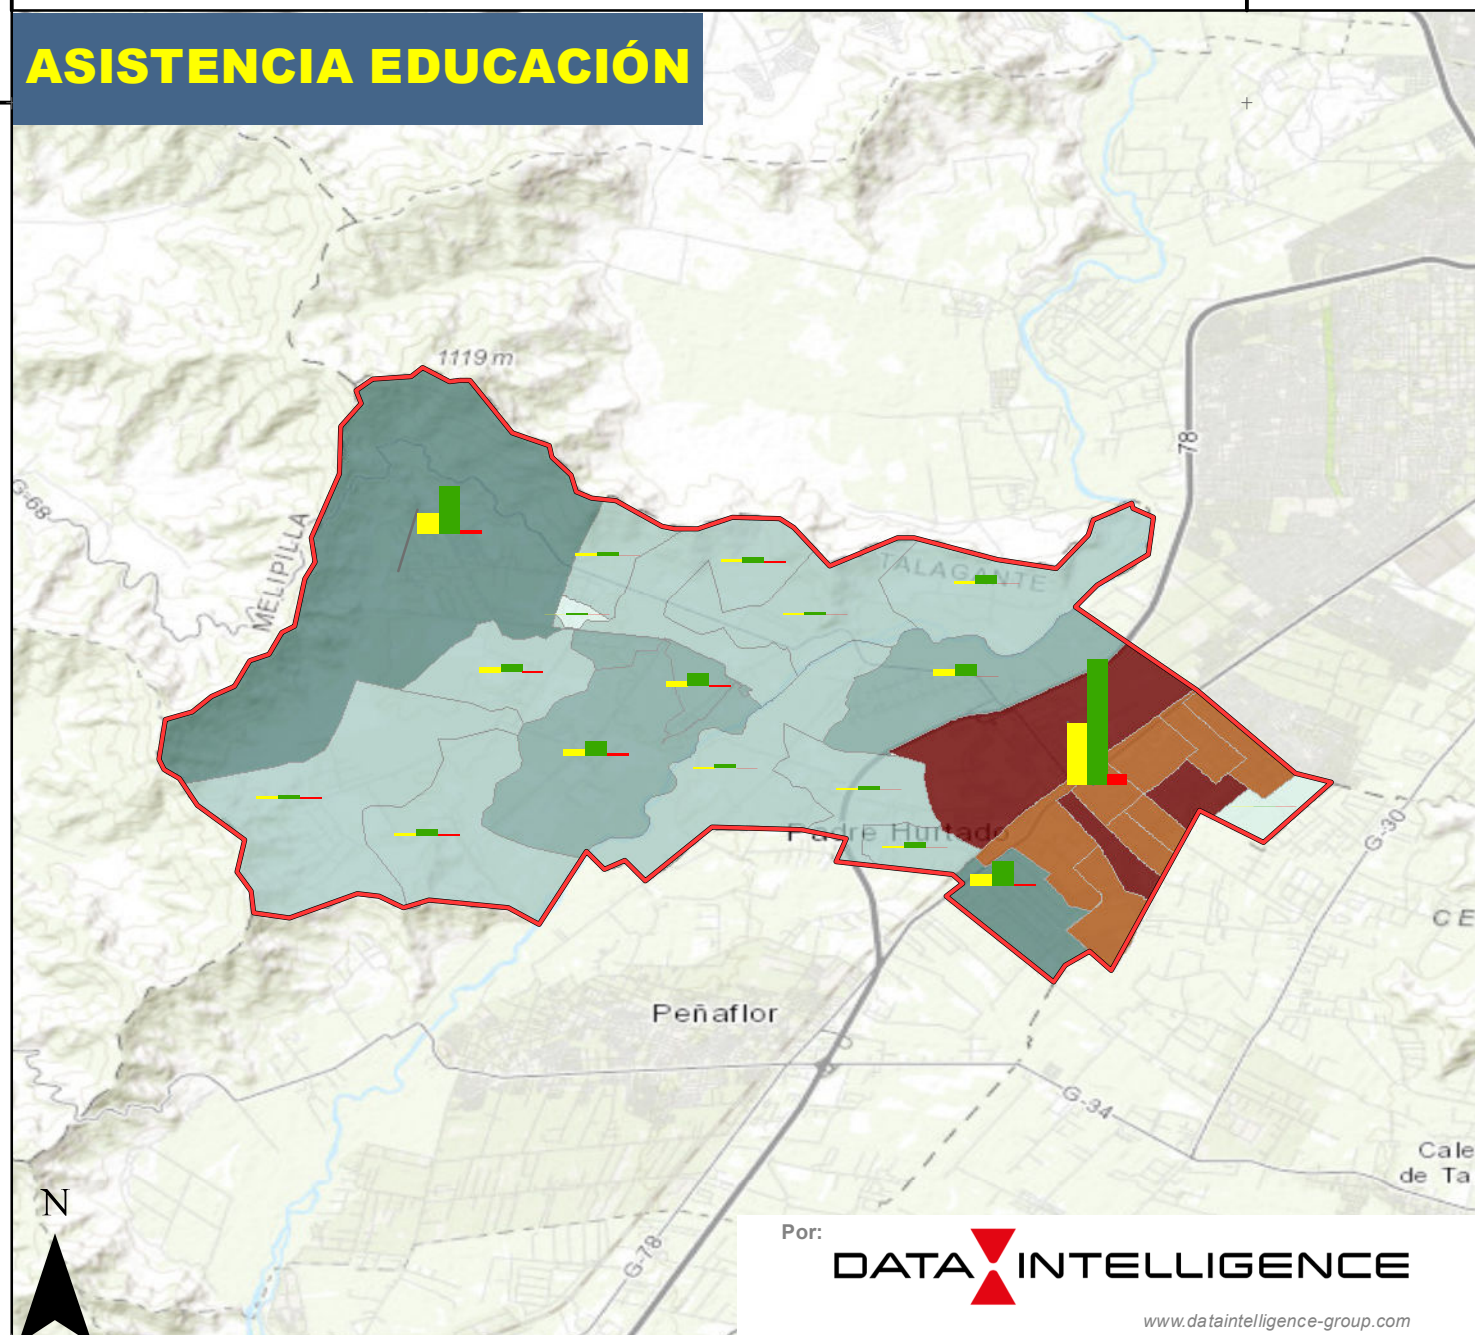 ASISTENCIA EDUCACIÓN
1119 m
78
G-68
MELIPILLA
TALAGANTE
Padre Hurtado
G-30
CE
Peñaflor
G-34
Cale
de Ta
N
G-78
Por:
DATA INTELLIGENCE
www.dataintelligence-group.com